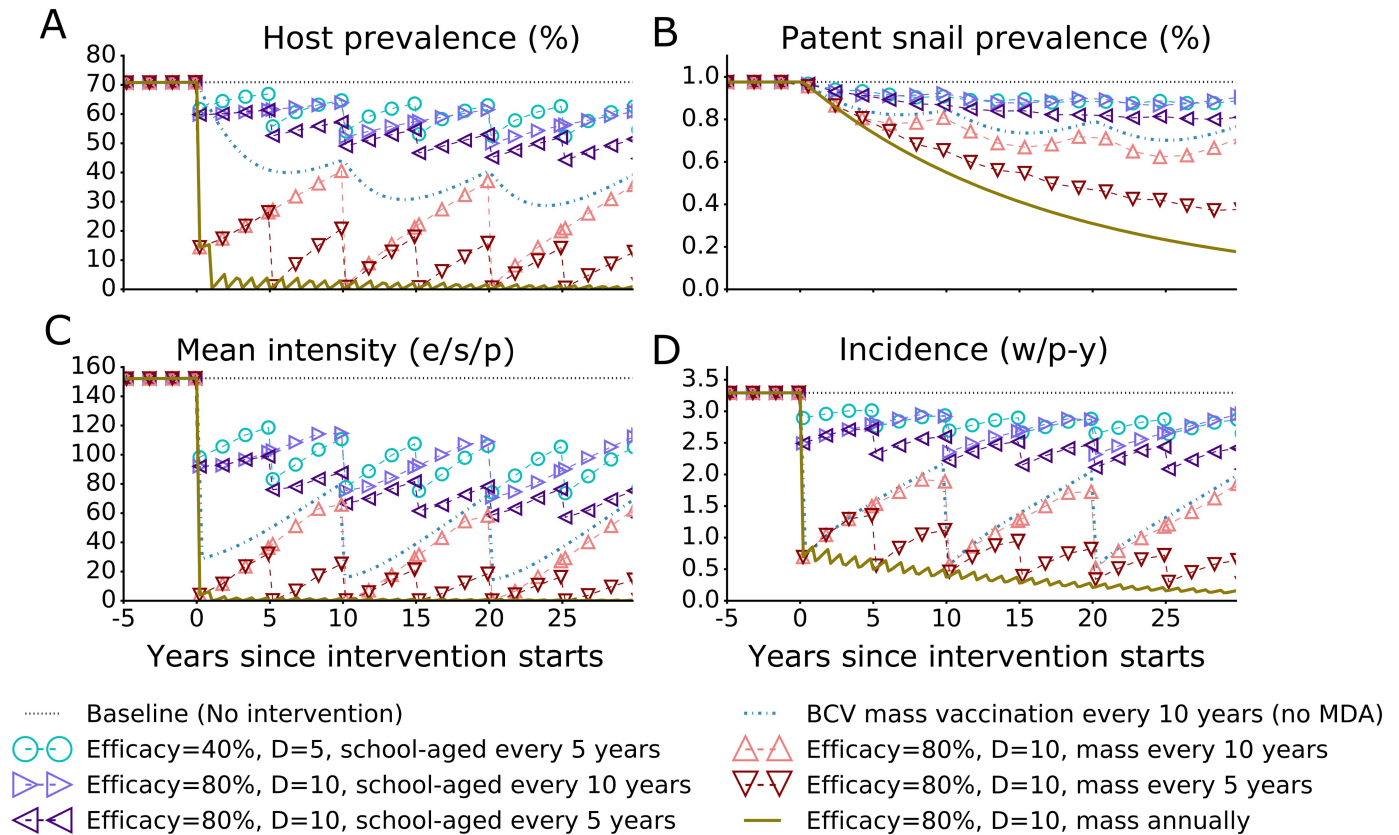 A
Host prevalence (%)
80
70
60
50
40
30
20
10
0
B
Patent snail prevalence (%)
1.0
0.8
0.6
0.4
0.2
0.0
C
Mean intensity (e/s/p)
160
140
120
100
80
60
40
20
0
-5 0 5 10 15 20 25
Years since intervention starts
D
Incidence (w/p-y)
3.5
3.0
2.5
2.0
1.5
1.0
0.5
0.0
-5 0 5 10 15 20 25
Years since intervention starts
Baseline (No intervention)
Efficacy=40%, D=5, school-aged every 5 years
Efficacy=80%, D=10, school-aged every 10 years
Efficacy=80%, D=10, school-aged every 5 years
BCV mass vaccination every 10 years (no MDA)
Efficacy=80%, D=10, mass every 10 years
Efficacy=80%, D=10, mass every 5 years
Efficacy=80%, D=10, mass annually